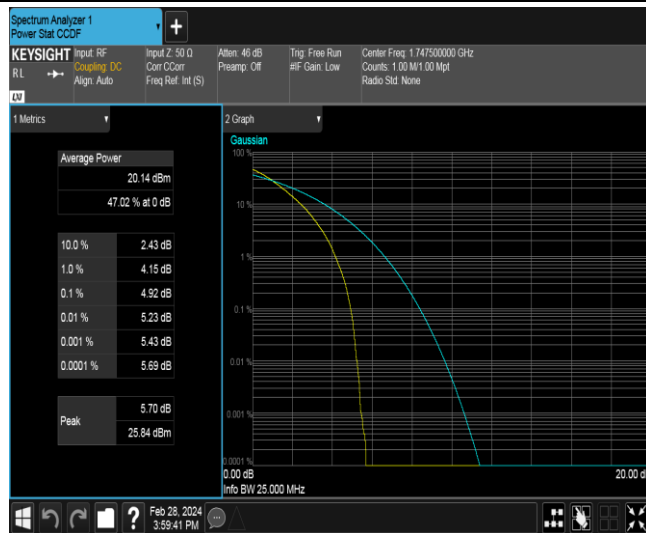 Spectrum Analyzer 1
Power Stat CCDF
+
KEYSIGHT
RL
Input: RF
Coupling: DC
Align: Auto
Input Z: 50 Ω
Corr CCorr
Freq Ref: Int (S)
Atten: 46 dB
Preamp: Off
Trig: Free Run
#IF Gain: Low
Center Freq: 1.747500000 GHz
Counts: 1.00 M/1.00 Mpt
Radio Std: None
1 Metrics
Average Power
20.14 dBm
47.02 % at 0 dB
10.0 % 2.43 dB
1.0 % 4.15 dB
0.1 % 4.92 dB
0.01 % 5.23 dB
0.001 % 5.43 dB
0.0001 % 5.69 dB
Peak
5.70 dB
25.84 dBm
2 Graph
Gaussian
100 %
10 %
1 %
0.1 %
0.01 %
0.001 %
0.0001 %
0.00 dB
20.00 d
Info BW 25.000 MHz
?
Feb 28, 2024
3:59:41 PM